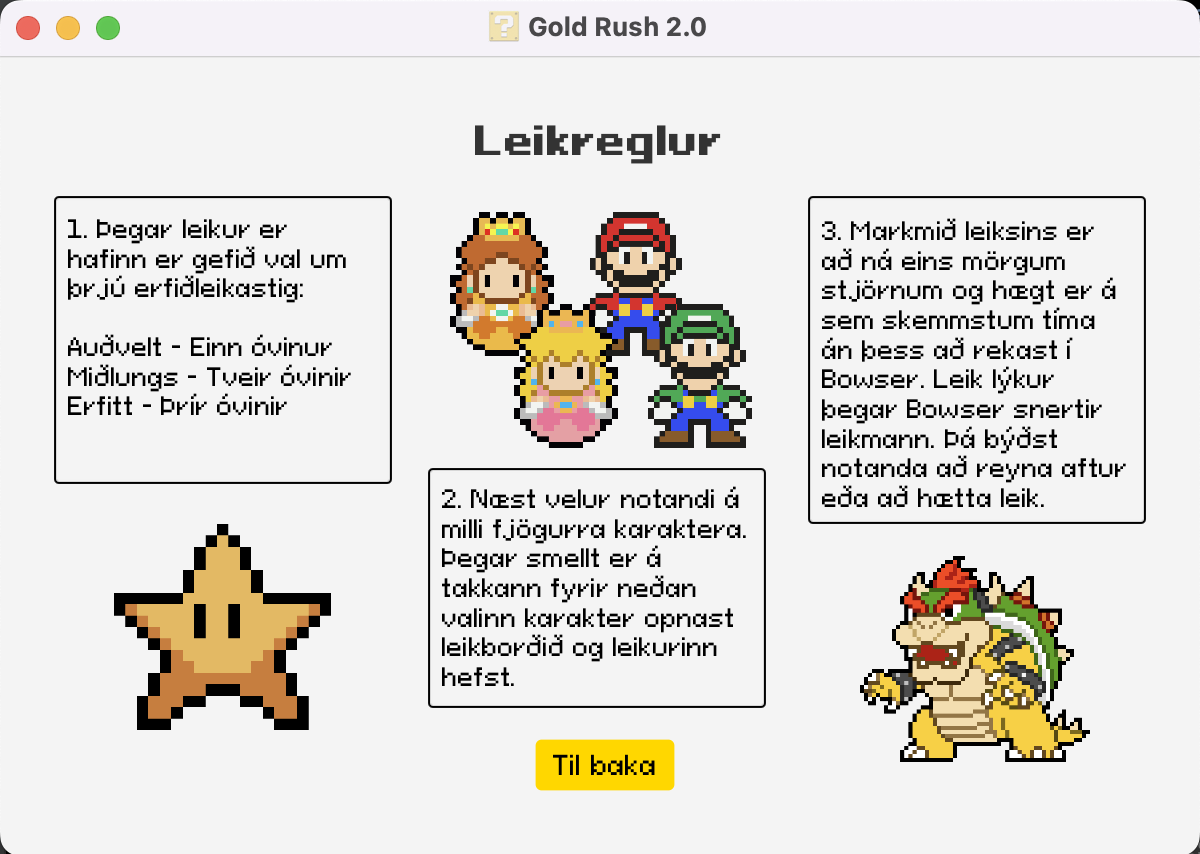 Gold Rush 2.0
Leikreglur
1. Þegar leikur er
hafinn er gefið val um
þrjú erfiðleikastig:
Auðvelt - Einn óvinur
Miðlungs - Tveir óvinir
Erfitt - Þrír óvinir
2. Næst velur notandi á
milli fjögurra karaktera.
Þegar smellt er á
takkann fyrir neðan
valinn karakter opnast
leikborðið og leikurinn
hefst.
3. Markmið leiksins er
að ná eins mörgum
stjörnum og hægt er á
sem skemmstum tíma
án þess að rekast í
Bowser. Leik lýkur
þegar Bowser snertir
leikmann. Þá býðst
notanda að reyna aftur
eða að hætta leik.
Til baka